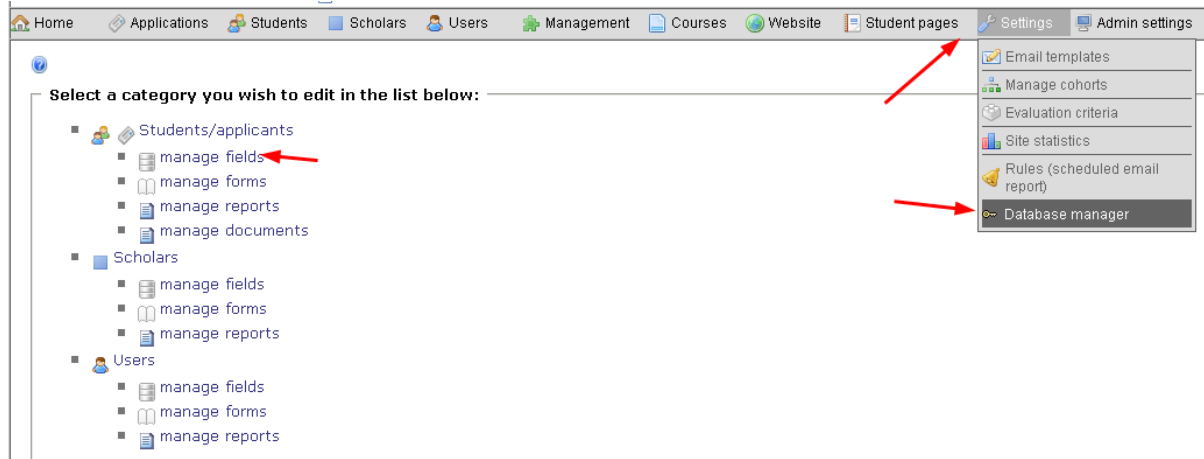 Home Applications Students Scholars Users Management Courses Website Student pages Settings Admin settings
Email templates
Manage cohorts
Evaluation criteria
Site statistics
Rules (scheduled email
report)
Database manager
Select a category you wish to edit in the list below:
Students/applicants
manage fields
manage forms
manage reports
manage documents
Scholars
manage fields
manage forms
manage reports
Users
manage fields
manage forms
manage reports